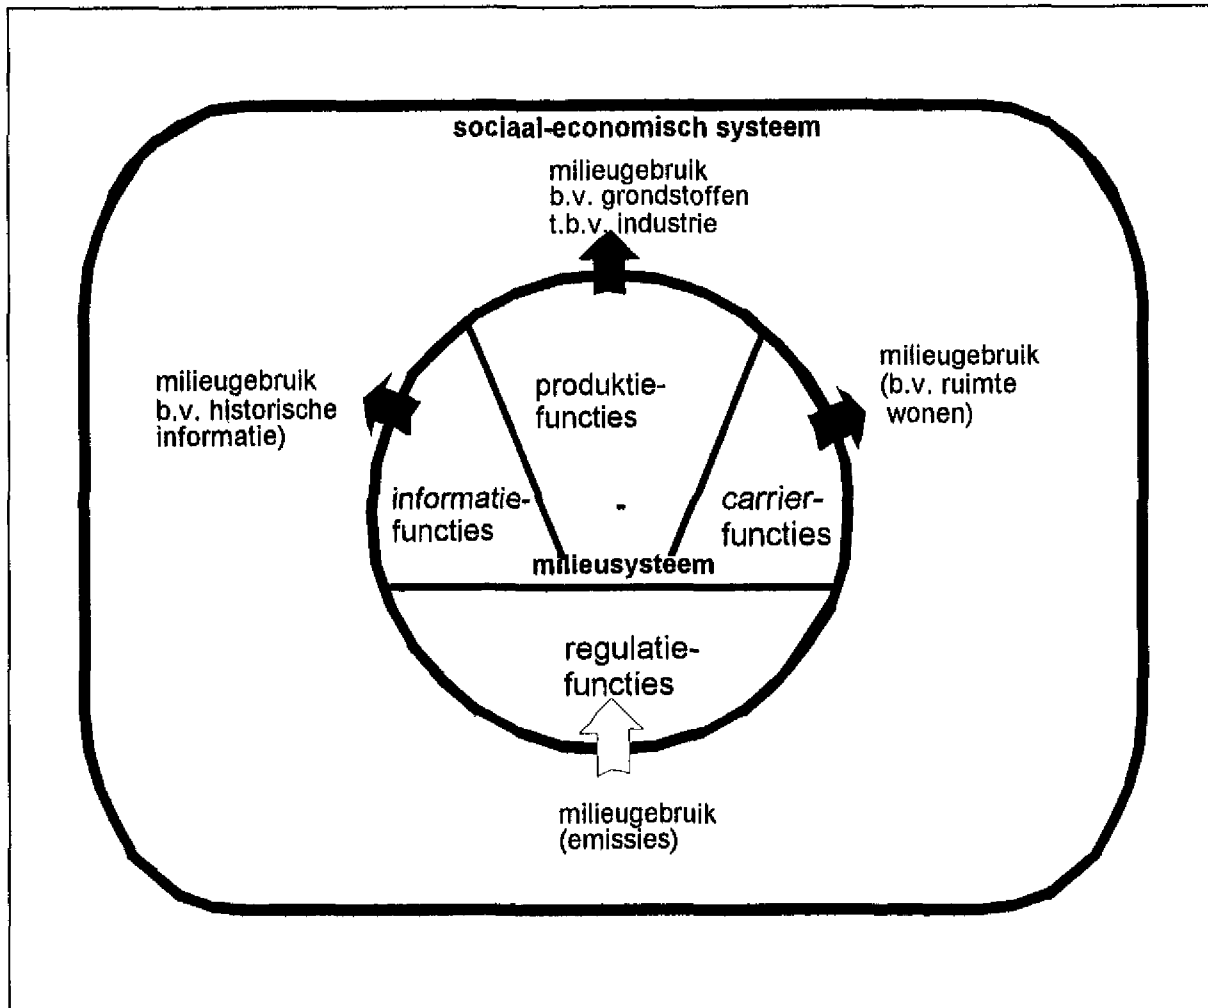 sociaal-economisch systeem
milieugebruik
b.v. grondstoffen
t.b.v. industrie
milieugebruik
b.v. historische
informatie)
milieugebruik
(b.v. ruimte
wonen)
produktie-
functies
informatie-
functies
carrier-
functies
milieusysteem
regulatie-
functies
milieugebruik
(emissies)